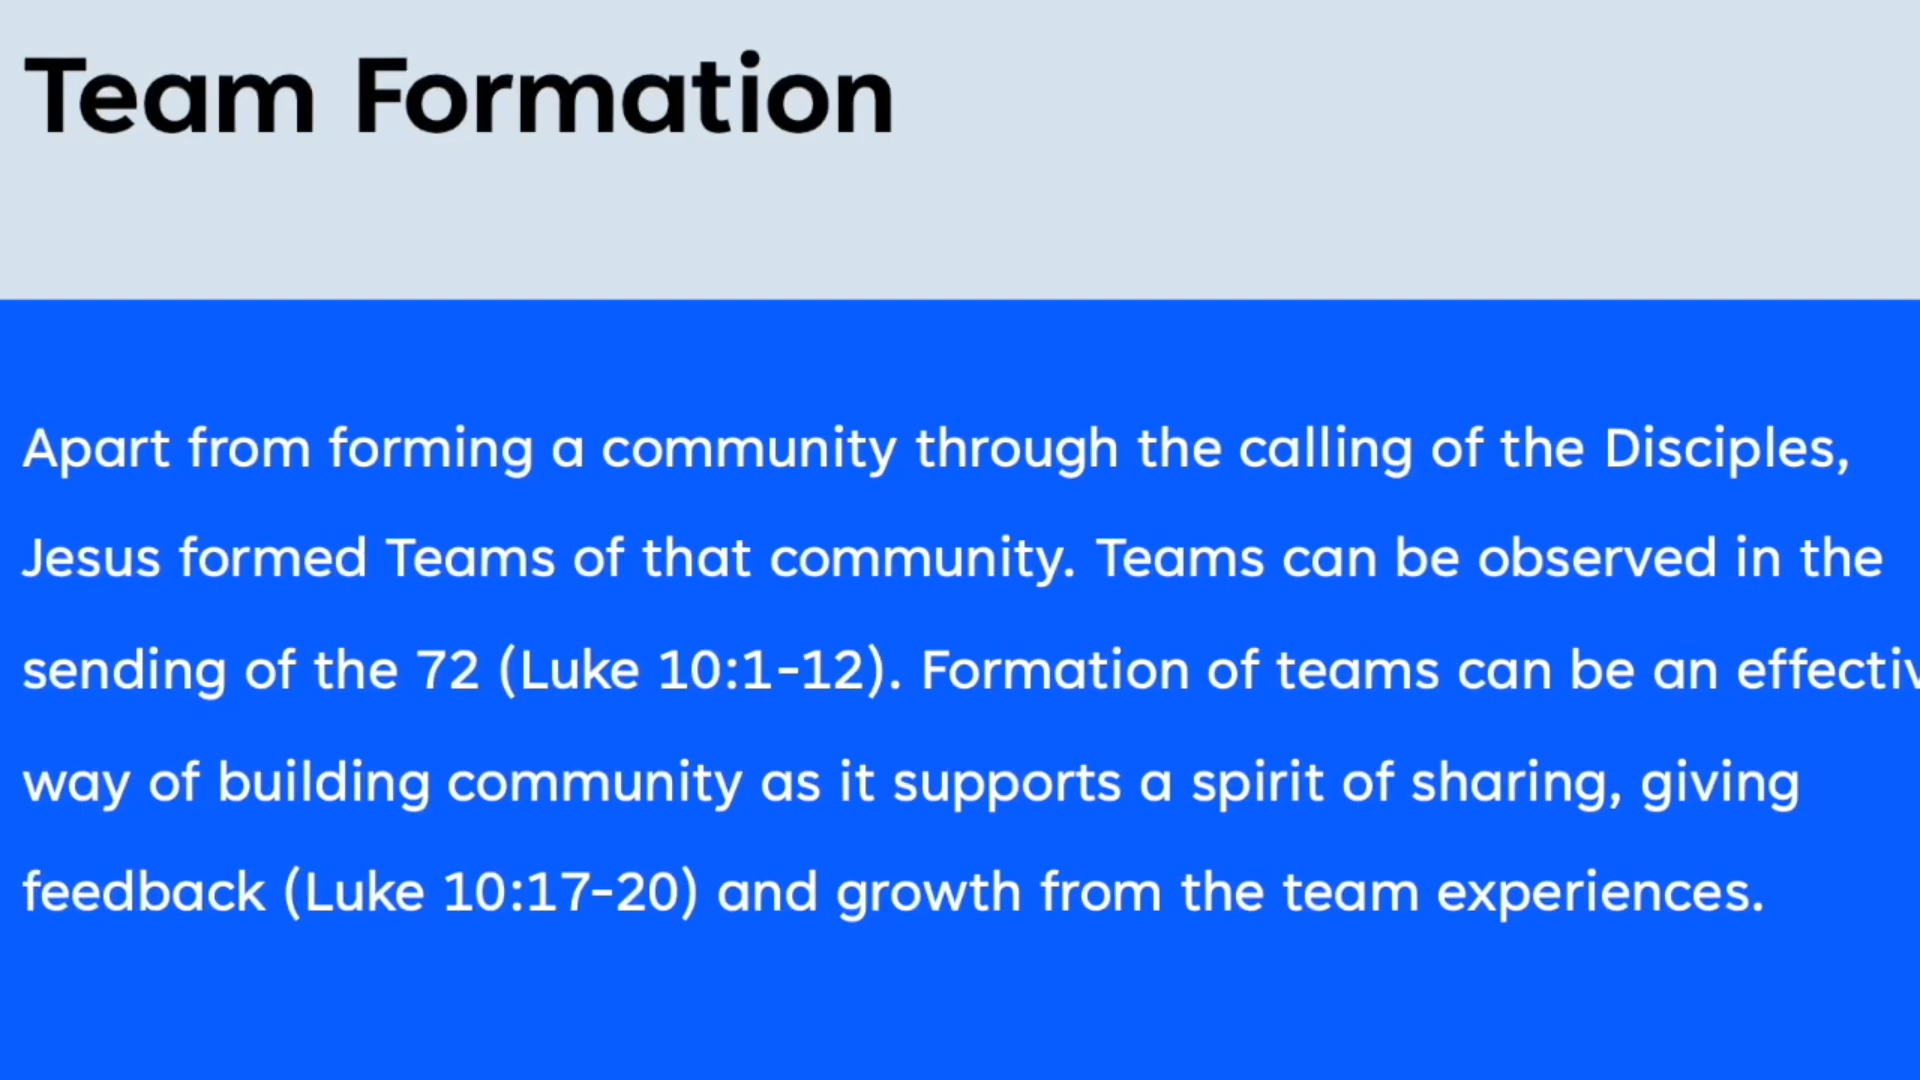 Team Formation
Apart from forming a community through the calling of the Disciples,
Jesus formed Teams of that community. Teams can be observed in the
sending of the 72 (Luke 10:1-12). Formation of teams can be an effectiv
way of building community as it supports a spirit of sharing, giving
feedback (Luke 10:17-20) and growth from the team experiences.